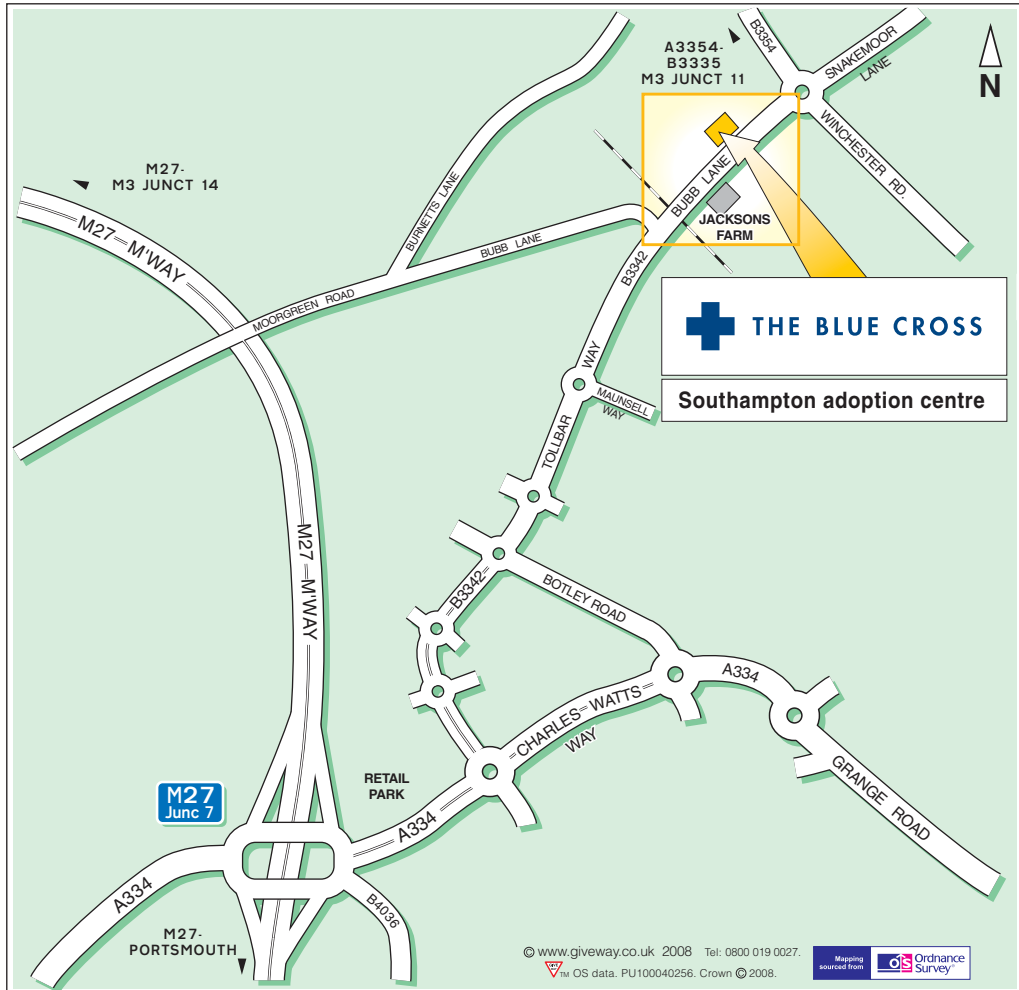 B3354
SNAKEMOOR
LANE
A3354-
B3335
M3 JUNCT 11
N
WINCHESTER RD.
M27-
M3 JUNCT 14
BURNETTS LANE
BUBB LANE
JACKSONS
FARM
M27 M'WAY
BUBB LANE
B3342
MOORGREEN ROAD
THE BLUE CROSS
Southampton adoption centre
WAY
MAUNSELL
WAY
TOLLBAR
M27 M'WAY
B3342
BOTLEY ROAD
A334
CHARLES WATTS
WAY
RETAIL
PARK
M27
Junc 7
A334
GRANGE ROAD
A334
B4036
M27-
PORTSMOUTH
© www.giveway.co.uk 2008 Tel: 0800 019 0027.
GIVE WAY TM OS data. PU100040256. Crown © 2008.
Mapping
sourced from
OS Ordnance
Survey®